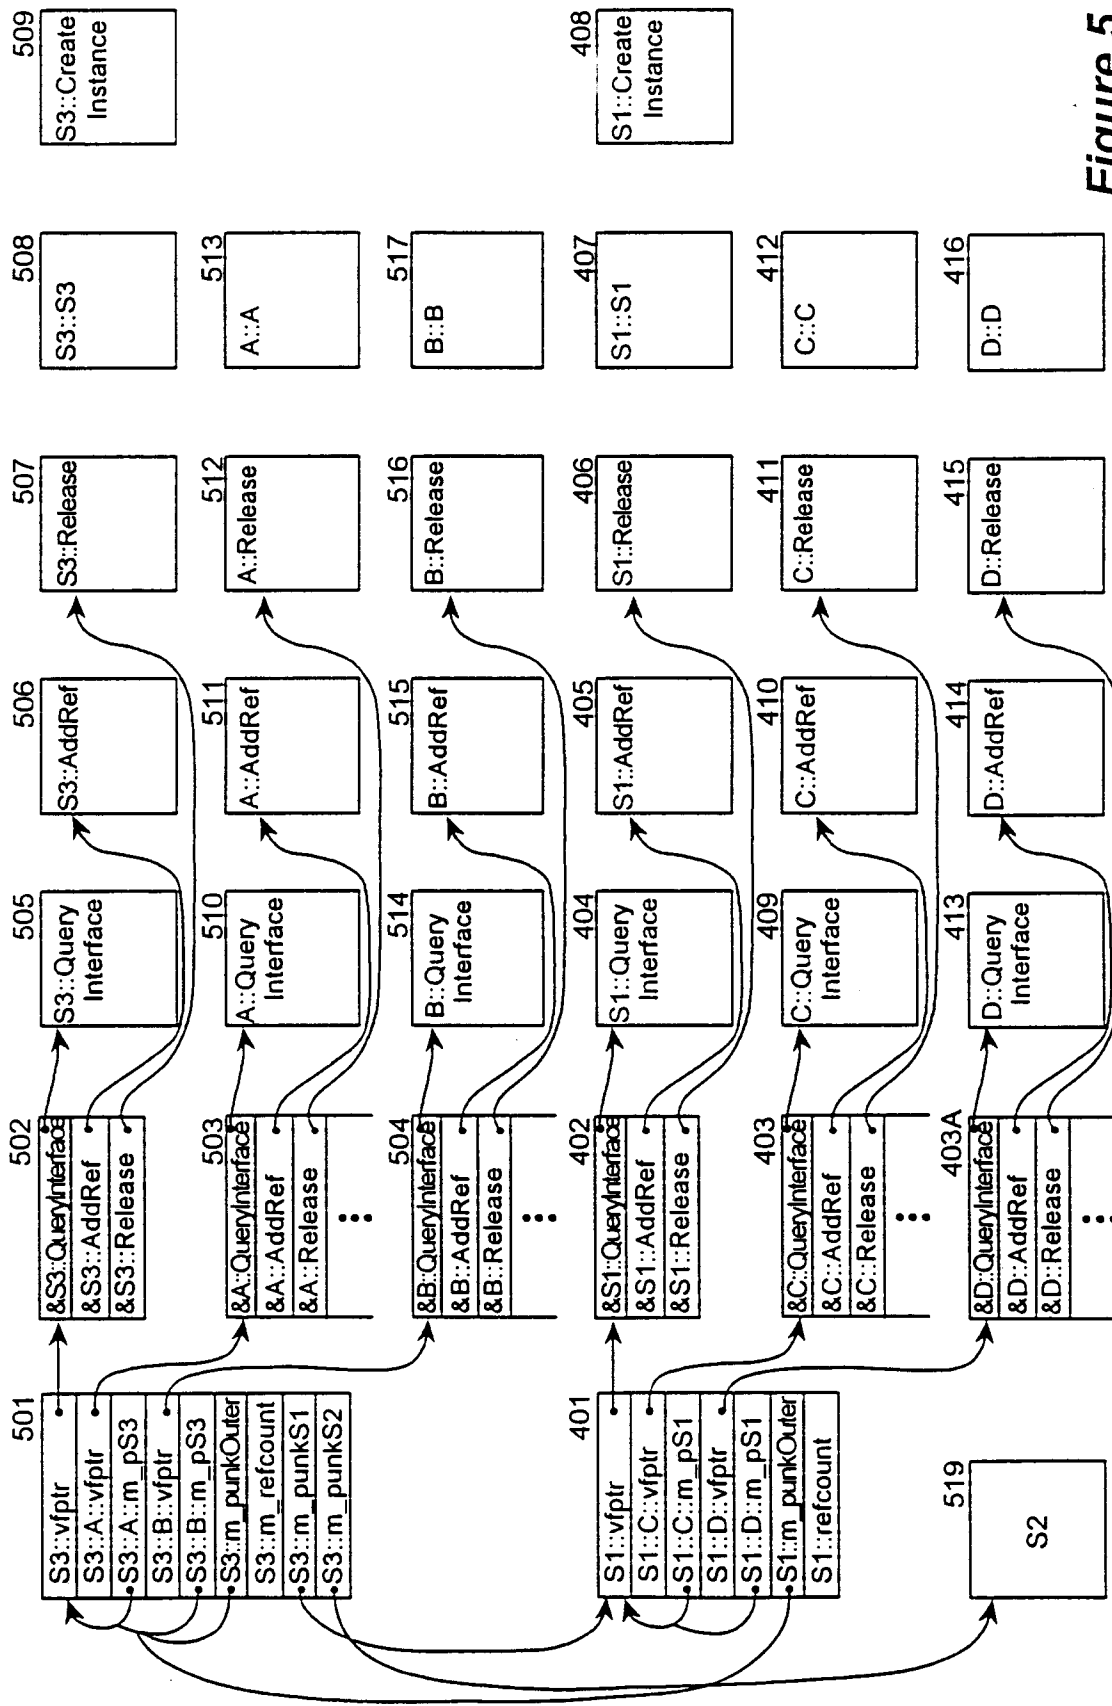 501
S3::vfptr
S3::A::vfptr
S3::A::m_pS3
S3::B::vfptr
S3::B::m_pS3
S3::m_punkOuter
S3::m_refcount
S3::m_punkS1
S3::m_punkS2
502
&S3::QueryInterface
&S3::AddRef
&S3::Release
505
S3::Query
Interface
506
S3::AddRef
507
S3::Release
508
S3::S3
509
S3::Create
Instance
503
&A::QueryInterface
&A::AddRef
&A::Release
510
A::Query
Interface
511
A::AddRef
512
A::Release
513
A::A
504
&B::QueryInterface
&B::AddRef
&B::Release
514
B::Query
Interface
515
B::AddRef
516
B::Release
517
B::B
401
S1::vfptr
S1::C::vfptr
S1::C::m_pS1
S1::D::vfptr
S1::D::m_pS1
S1::m_punkOuter
S1::refcount
402
&S1:QueryInterface
&S1::AddRef
&S1::Release
404
S1::Query
Interface
405
S1::AddRef
406
S1::Release
407
S1::S1
408
S1::Create
Instance
403
&C::QueryInterface
&C::AddRef
&C::Release
409
C::Query
Interface
410
C::AddRef
411
C::Release
412
C::C
519
S2
403A
&D::QueryInterface
&D::AddRef
&D::Release
413
D::Query
Interface
414
D::AddRef
415
D::Release
416
D::D
Figure 5